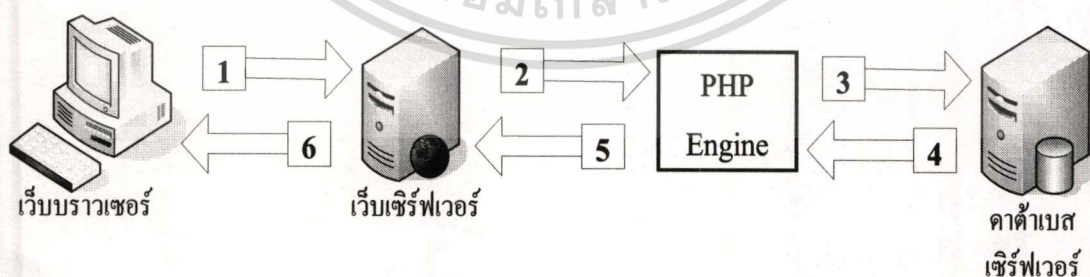 1
2
PHP
Engine
3
6
5
4
เว็บบราวเซอร์
เว็บเซิร์ฟเวอร์
ดาต้าเบส
เซิร์ฟเวอร์